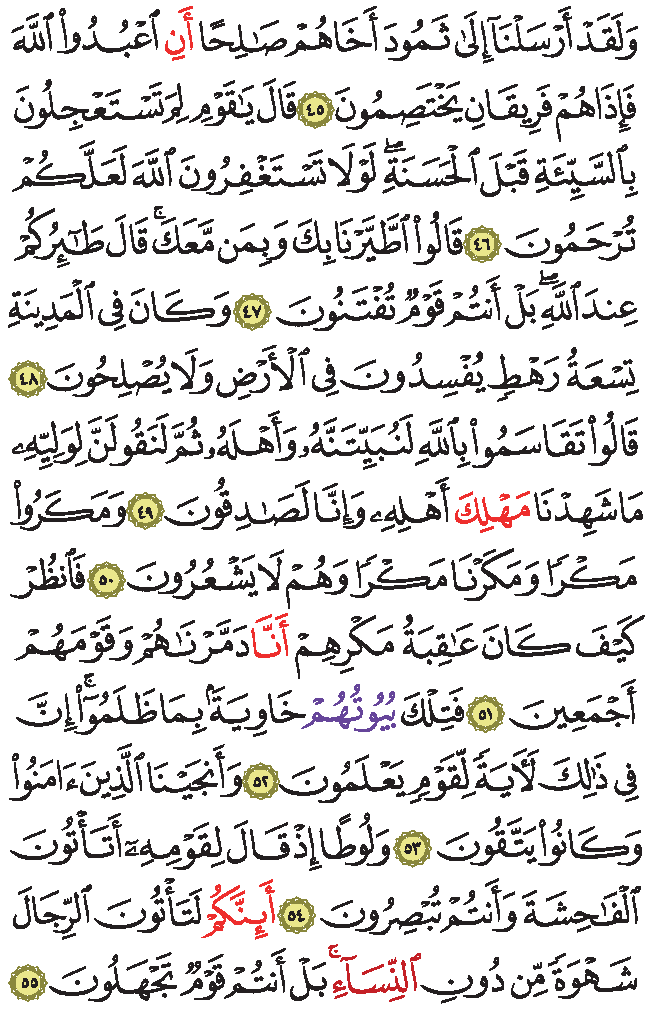 وَلَقَدْ أَرْسَلْنَآ إِلَىٰ ثَمُودَ أَخَاهُمْ صَـٰلِحًا أَنِ ٱعْبُدُوا۟ ٱللَّهَ
فَإِذَا هُمْ فَرِيقَانِ يَخْتَصِمُونَ ٤٥ قَالَ يَـٰقَوْمِ لِمَ تَسْتَعْجِلُونَ
بِٱلسَّيِّئَةِ قَبْلَ ٱلْحَسَنَةِ ۖ لَوْلَا تَسْتَغْفِرُونَ ٱللَّهَ لَعَلَّكُمْ
تُرْحَمُونَ ٤٦ قَالُوا۟ ٱطَّيَّرْنَا بِكَ وَبِمَن مَّعَكَ ۚ قَالَ طَـٰٓئِرُكُمْ
عِندَ ٱللَّهِ ۖ بَلْ أَنتُمْ قَوْمٌ تُفْتَنُونَ ٤٧ وَكَانَ فِى ٱلْمَدِينَةِ
تِسْعَةُ رَهْطٍ يُفْسِدُونَ فِى ٱلْأَرْضِ وَلَا يُصْلِحُونَ ٤٨
قَالُوا۟ تَقَاسَمُوا۟ بِٱللَّهِ لَنُبَيِّتَنَّهُۥ وَأَهْلَهُۥ ثُمَّ لَنَقُولَنَّ لِوَلِيِّهِۦ
مَا شَهِدْنَا مَهْلِكَ أَهْلِهِۦ وَإِنَّا لَصَـٰدِقُونَ ٤٩ وَمَكَرُوا۟
مَكْرًا وَمَكَرْنَا مَكْرًا وَهُمْ لَا يَشْعُرُونَ ٥٠ فَٱنظُرْ
كَيْفَ كَانَ عَـٰقِبَةُ مَكْرِهِمْ أَنَّا دَمَّرْنَـٰهُمْ وَقَوْمَهُمْ
أَجْمَعِينَ ٥١ فَتِلْكَ بُيُوتُهُمْ خَاوِيَةًۢ بِمَا ظَلَمُوٓا۟ ۗ إِنَّ
فِى ذَٰلِكَ لَـَٔايَةً لِّقَوْمٍ يَعْلَمُونَ ٥٢ وَأَنجَيْنَا ٱلَّذِينَ ءَامَنُوا۟
وَكَانُوا۟ يَتَّقُونَ ٥٣ وَلُوطًا إِذْ قَالَ لِقَوْمِهِۦٓ أَتَأْتُونَ
ٱلْفَـٰحِشَةَ وَأَنتُمْ تُبْصِرُونَ ٥٤ أَئِنَّكُمْ لَتَأْتُونَ ٱلرِّجَالَ
شَهْوَةً مِّن دُونِ ٱلنِّسَآءِ ۚ بَلْ أَنتُمْ قَوْمٌ تَجْهَلُونَ ٥٥